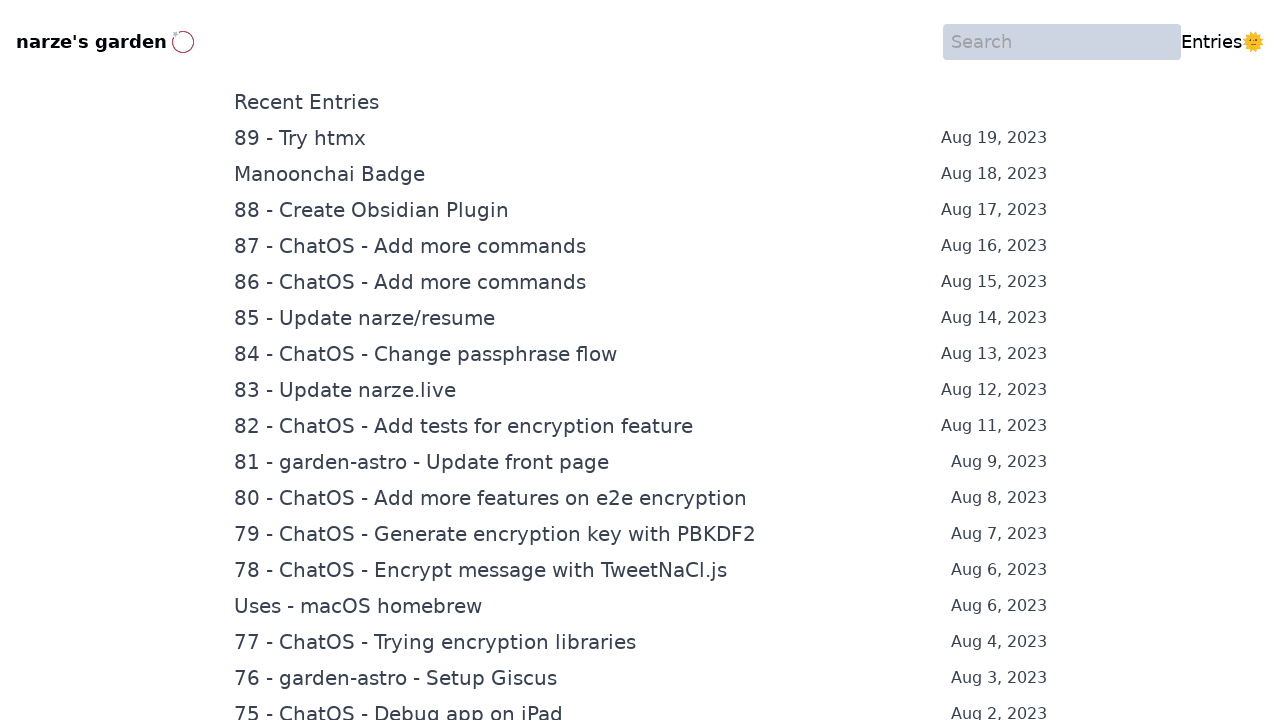 narze's garden
Search
Entries🌞
Recent Entries
89 - Try htmx Aug 19, 2023
Manoonchai Badge Aug 18, 2023
88 - Create Obsidian Plugin Aug 17, 2023
87 - ChatOS - Add more commands Aug 16, 2023
86 - ChatOS - Add more commands Aug 15, 2023
85 - Update narze/resume Aug 14, 2023
84 - ChatOS - Change passphrase flow Aug 13, 2023
83 - Update narze.live Aug 12, 2023
82 - ChatOS - Add tests for encryption feature Aug 11, 2023
81 - garden-astro - Update front page Aug 9, 2023
80 - ChatOS - Add more features on e2e encryption Aug 8, 2023
79 - ChatOS - Generate encryption key with PBKDF2 Aug 7, 2023
78 - ChatOS - Encrypt message with TweetNaCl.js Aug 6, 2023
Uses - macOS homebrew Aug 6, 2023
77 - ChatOS - Trying encryption libraries Aug 4, 2023
76 - garden-astro - Setup Giscus Aug 3, 2023
75 - ChatOS - Debug app on iPad Aug 2, 2023